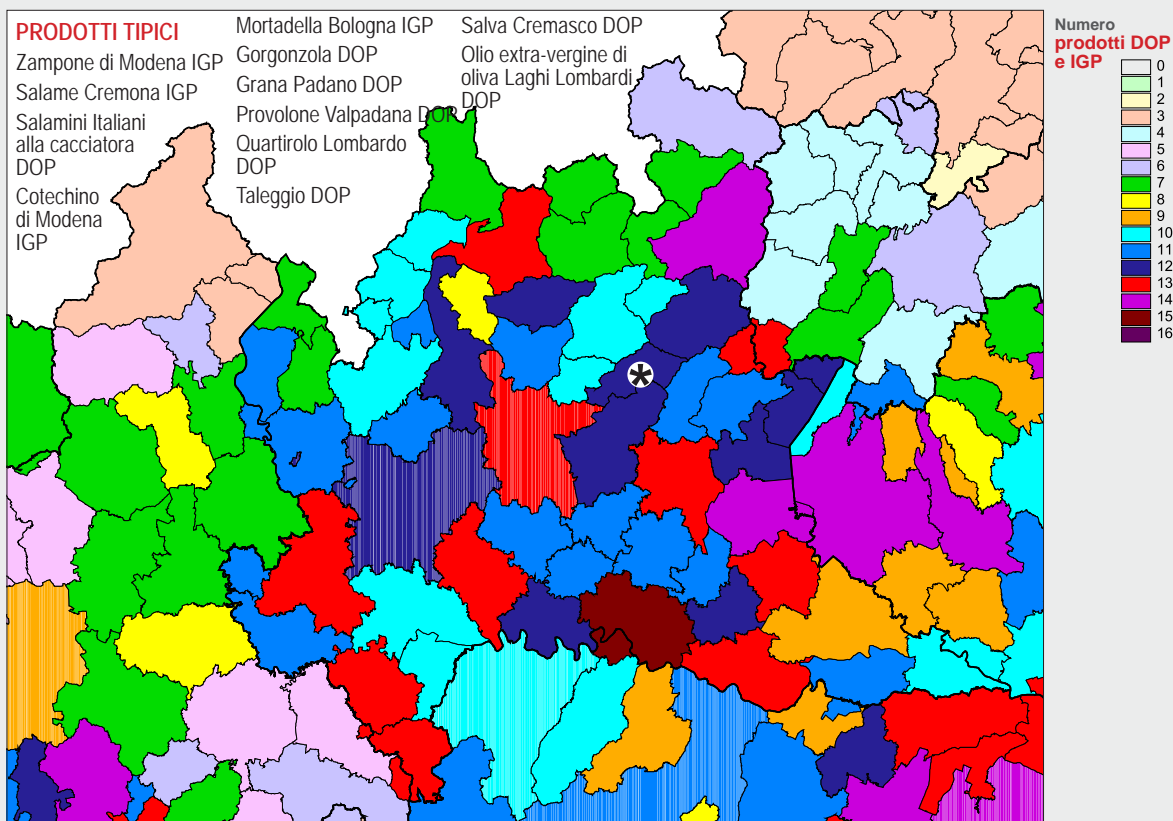 PRODOTTI TIPICI
Zampone di Modena IGP
Salame Cremona IGP
Salamini Italiani
alla cacciatora
DOP
Cotechino
di Modena
IGP
Mortadella Bologna IGP
Gorgonzola DOP
Grana Padano DOP
Provolone Valpadana DOP
Quartirolo Lombardo
DOP
Taleggio DOP
Salva Cremasco DOP
Olio extra-vergine di
oliva Laghi Lombardi
DOP
*
Numero
prodotti DOP
e IGP
0
1
2
3
4
5
6
7
8
9
10
11
12
13
14
15
16